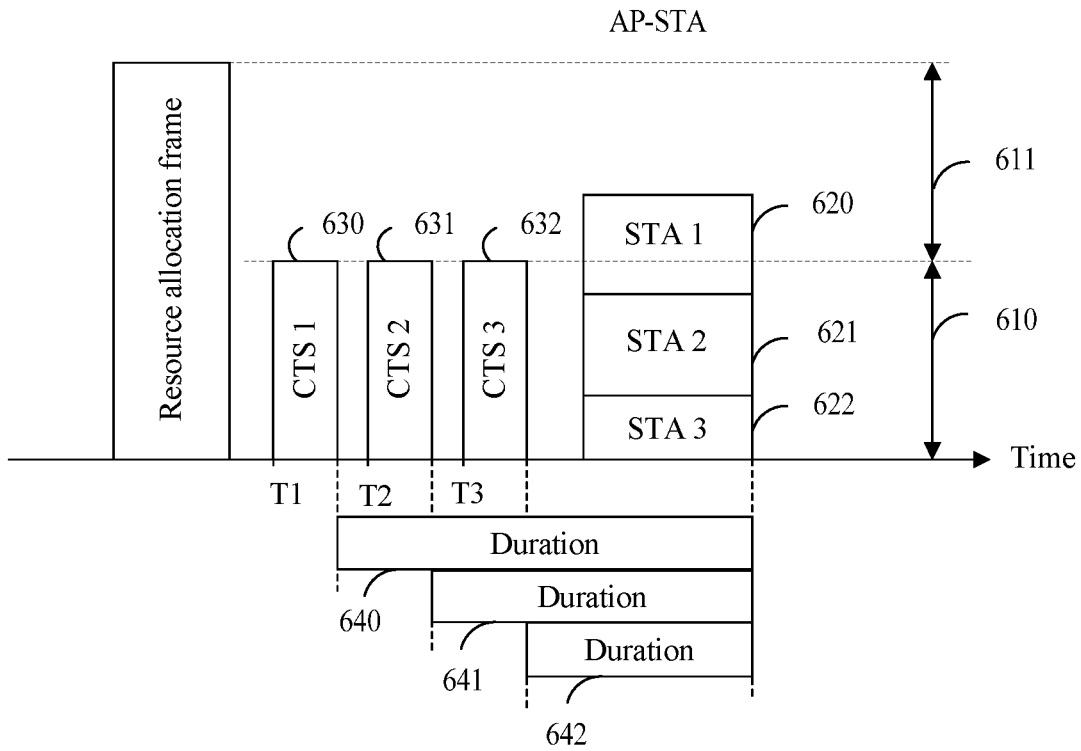 AP-STA
Resource allocation frame
611
630
631
632
STA 1
620
CTS 1
CTS 2
CTS 3
STA 2
621
610
STA 3
622
Time
T1
T2
T3
Duration
640
Duration
641
Duration
642